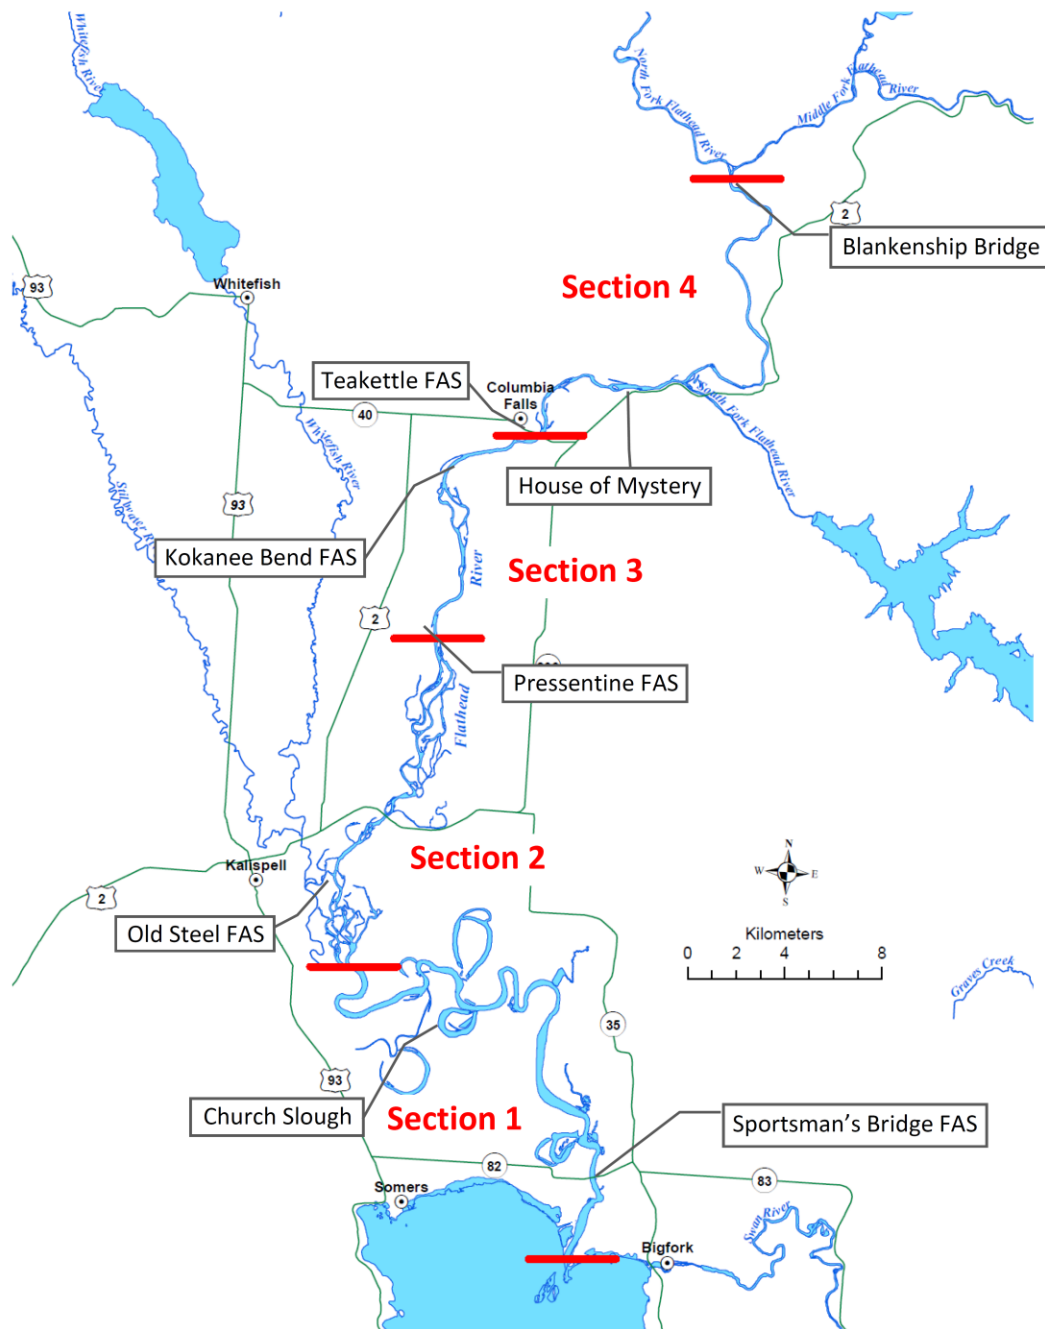 Whitefish River
North Fork Flathead River
Middle Fork Flathead River
2
Blankenship Bridge
93
Whitefish
Section 4
Teakettle FAS
Columbia
Falls
40
South Fork Flathead River
Whitefish River
House of Mystery
93
Kokanee Bend FAS
River
Section 3
2
Pressentine FAS
Flathead
Section 2
Kalispell
2
N
W
E
S
Old Steel FAS
Kilometers
0 2 4 6 8
Graves Creek
35
93
Church Slough
Section 1
Sportsman's Bridge FAS
82
83
Somers
Swan River
Bigfork